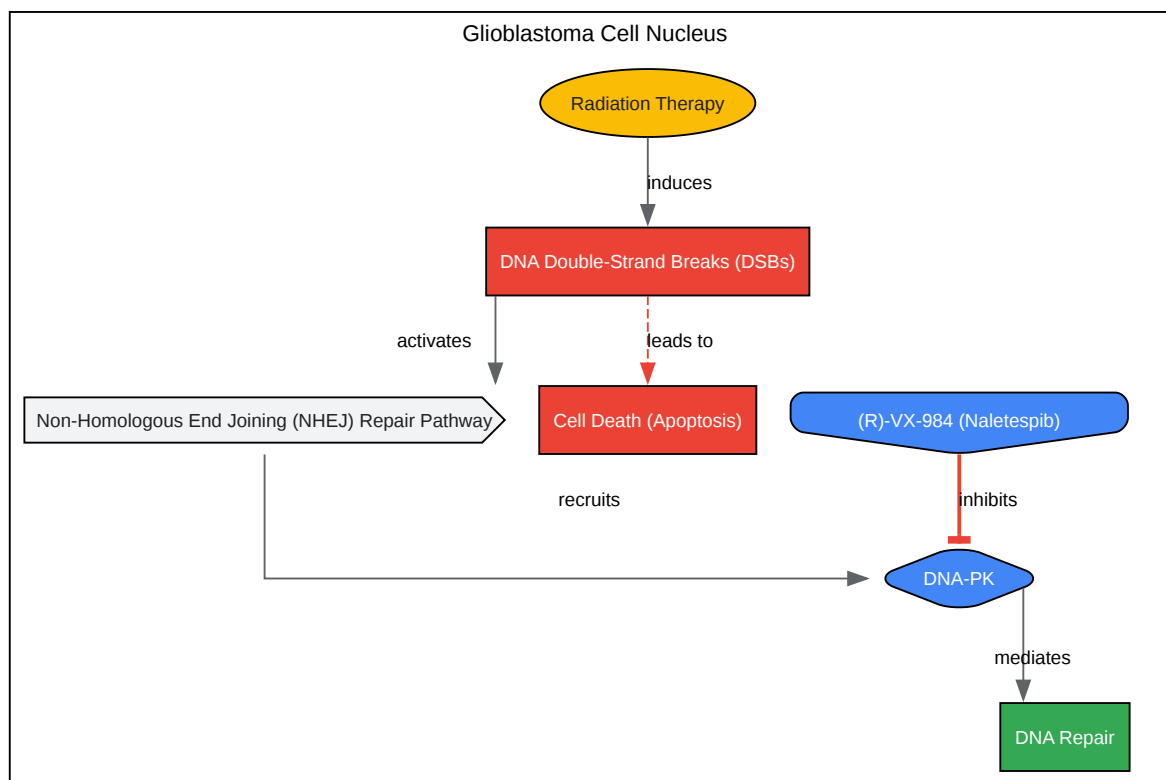 Glioblastoma Cell Nucleus
Radiation Therapy
induces
DNA Double-Strand Breaks (DSBs)
activates
leads to
Non-Homologous End Joining (NHEJ) Repair Pathway
Cell Death (Apoptosis)
(R)-VX-984 (Naletespib)
recruits
inhibits
DNA-PK
mediates
DNA Repair